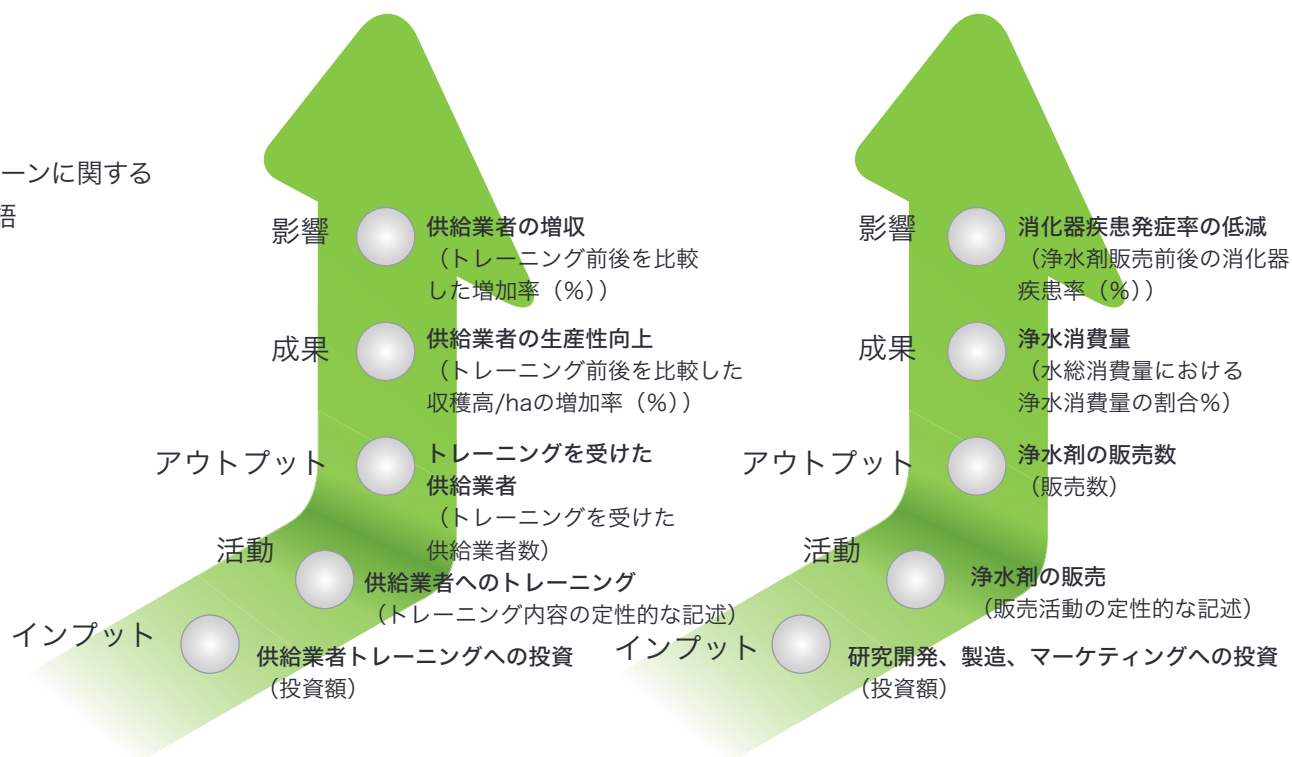 ーンに関する
語
影響
供給業者の増収
（トレーニング前後を比較
した増加率（%））
成果
供給業者の生産性向上
（トレーニング前後を比較した
収穫高/haの増加率（%））
アウトプット
トレーニングを受けた
供給業者
（トレーニングを受けた
供給業者数）
活動
供給業者へのトレーニング
（トレーニング内容の定性的な記述）
インプット
供給業者トレーニングへの投資
（投資額）
影響
消化器疾患発症率の低減
（浄水剤販売前後の消化器
疾患率（%））
成果
浄水消費量
（水総消費量における
浄水消費量の割合%）
アウトプット
浄水剤の販売数
（販売数）
活動
浄水剤の販売
（販売活動の定性的な記述）
インプット
研究開発、製造、マーケティングへの投資
（投資額）